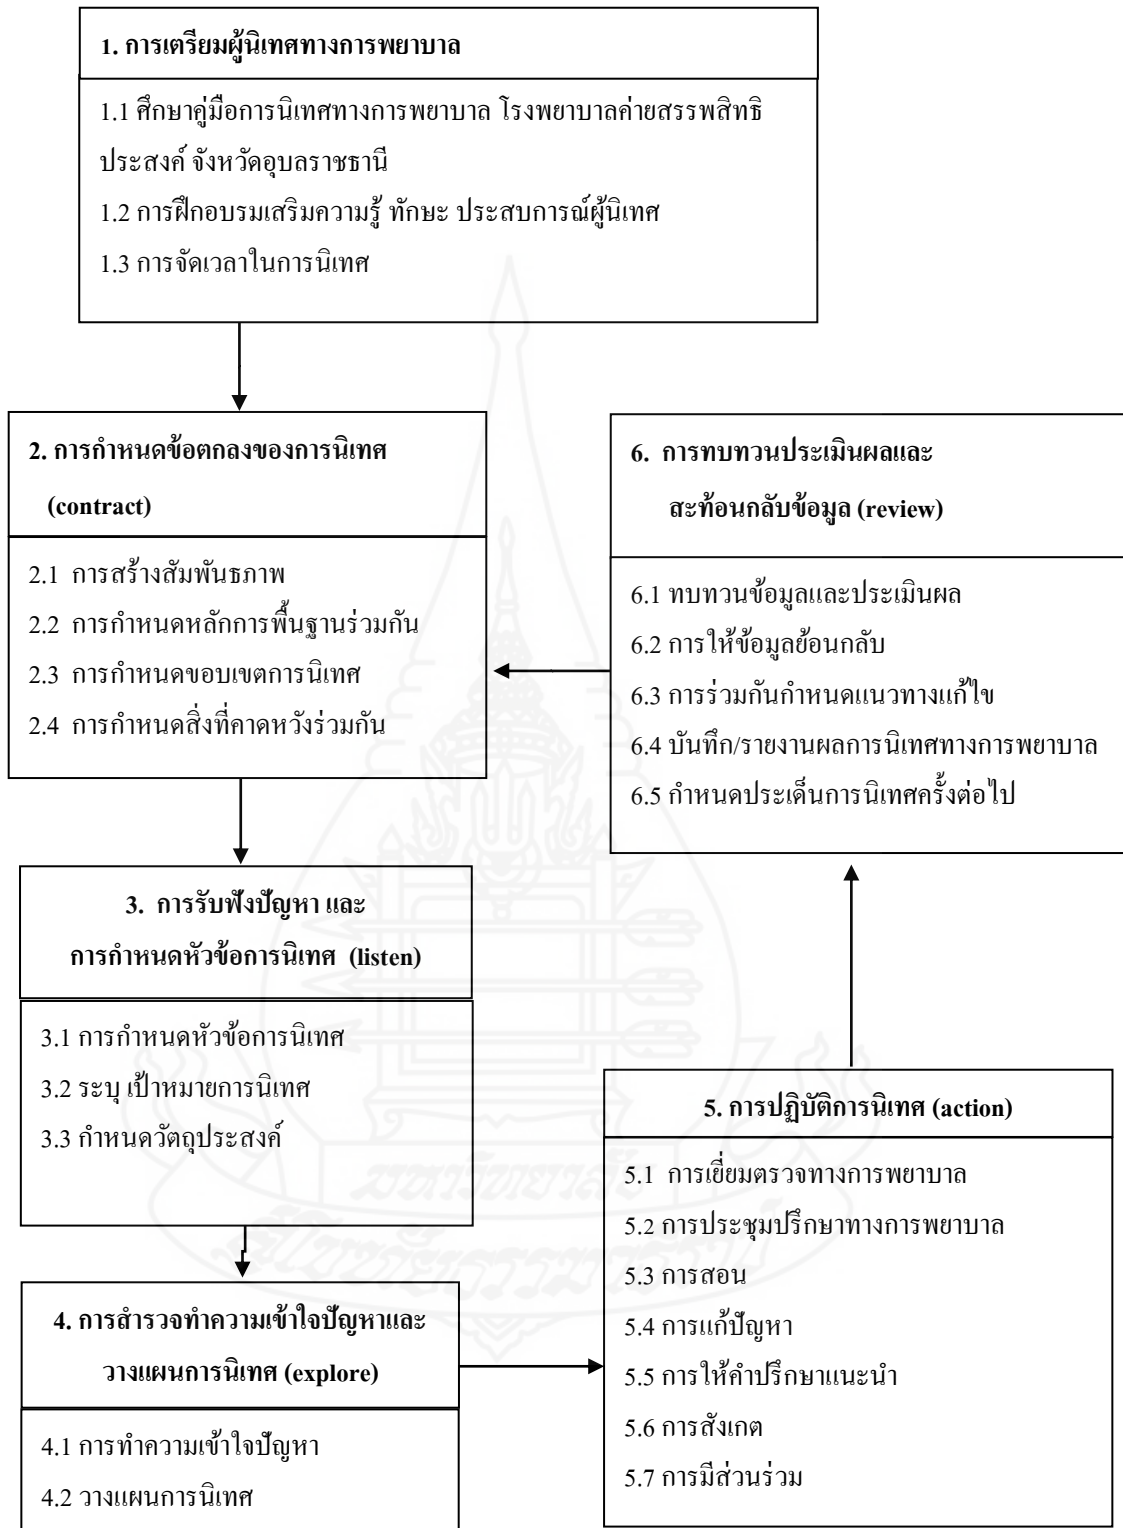 1. การเตรียมผู้นิเทศทางการพยาบาล
1.1 ศึกษาคู่มือการนิเทศทางการพยาบาล โรงพยาบาลค่ายสรรพสิทธิ
ประสงค์ จังหวัดอุบลราชธานี
1.2 การฝึกอบรมเสริมความรู้ ทักษะ ประสบการณ์ผู้นิเทศ
1.3 การจัดเวลาในการนิเทศ
2. การกำหนดข้อตกลงของการนิเทศ
(contract)
2.1 การสร้างสัมพันธภาพ
2.2 การกำหนดหลักการพื้นฐานร่วมกัน
2.3 การกำหนดขอบเขตการนิเทศ
2.4 การกำหนดสิ่งที่คาดหวังร่วมกัน
3. การรับฟังปัญหา และ
การกำหนดหัวข้อการนิเทศ (listen)
3.1 การกำหนดหัวข้อการนิเทศ
3.2 ระบุ เป้าหมายการนิเทศ
3.3 กำหนดวัตถุประสงค์
4. การสำรวจทำความเข้าใจปัญหาและ
วางแผนการนิเทศ (explore)
4.1 การทำความเข้าใจปัญหา
4.2 วางแผนการนิเทศ
5. การปฏิบัติการนิเทศ (action)
5.1 การเยี่ยมตรวจทางการพยาบาล
5.2 การประชุมปรึกษาทางการพยาบาล
5.3 การสอน
5.4 การแก้ปัญหา
5.5 การให้คำปรึกษาแนะนำ
5.6 การสังเกต
5.7 การมีส่วนร่วม
6. การทบทวนประเมินผลและ
สะท้อนกลับข้อมูล (review)
6.1 ทบทวนข้อมูลและประเมินผล
6.2 การให้ข้อมูลย้อนกลับ
6.3 การร่วมกันกำหนดแนวทางแก้ไข
6.4 บันทึก/รายงานผลการนิเทศทางการพยาบาล
6.5 กำหนดประเด็นการนิเทศครั้งต่อไป
มหาวิทยาลัย
สุโขทัยธรรมาธิราช